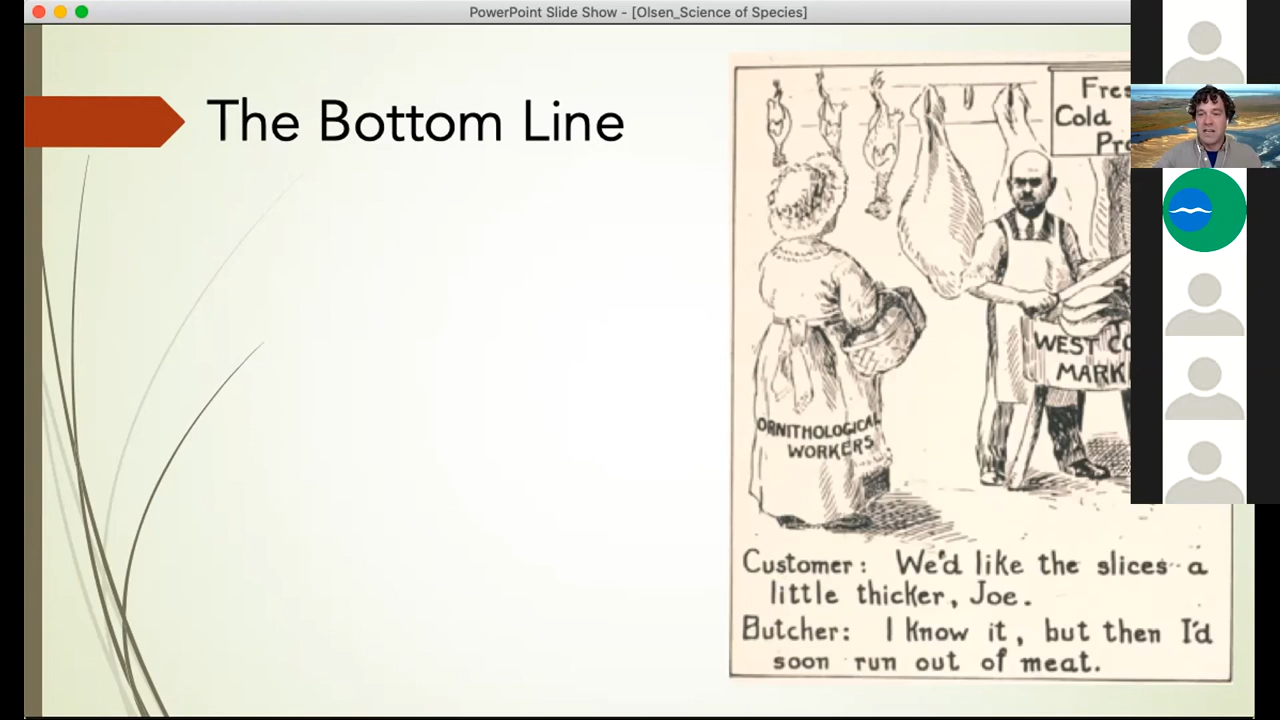 PowerPoint Slide Show - [Olsen_Science of Species]
The Bottom Line
Cold
ORNITHOLOGICAL
WORKERS
WEST
Customer: We'd like the slices a
little thicker, Joe.
Butcher: I know it, but then I'd
soon run out of meat.